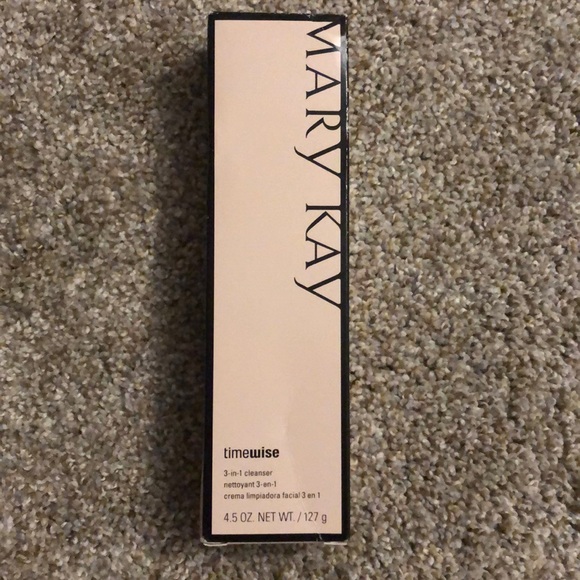 MARY KAY
timewise
3-in-1 cleanser
nettoyant 3-en-1
crema limpiadora facial 3 en 1
4.5 OZ. NET WT. / 127 g